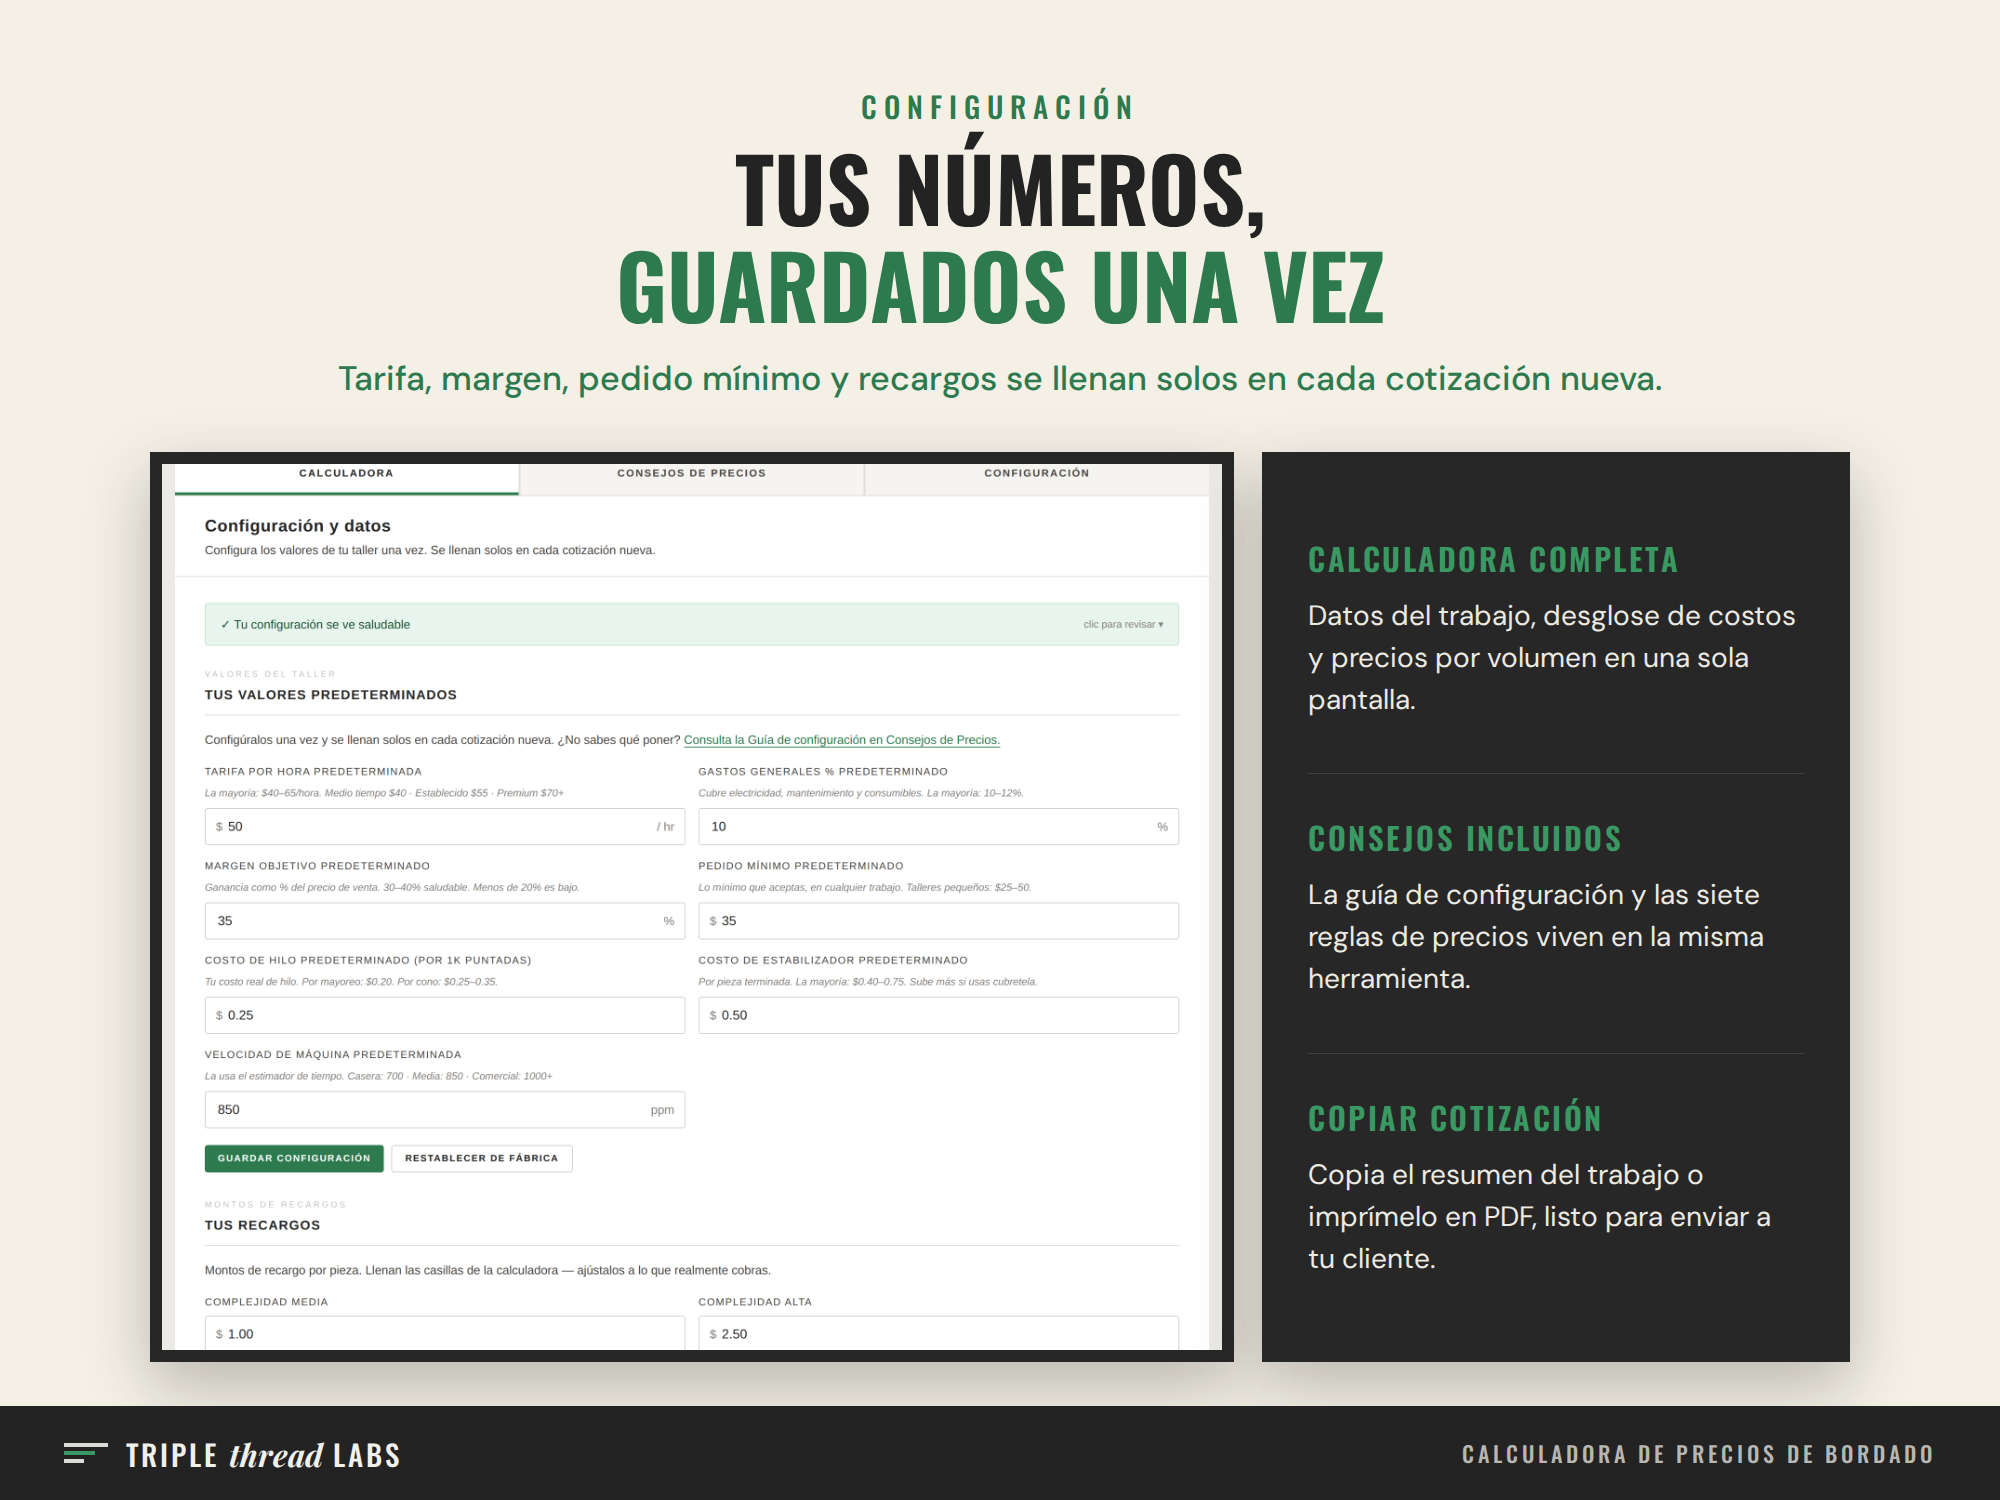 CONFIGURACIÓN
TUS NÚMEROS,
GUARDADOS UNA VEZ
Tarifa, margen, pedido mínimo y recargos se llenan solos en cada cotización nueva.
CALCULADORA
CONSEJOS DE PRECIOS
CONFIGURACIÓN
Configuración y datos
Configura los valores de tu taller una vez. Se llenan solos en cada cotización nueva.
✓ Tu configuración se ve saludable
clic para revisar ▾
VALORES DEL TALLER
TUS VALORES PREDETERMINADOS
Configúralos una vez y se llenan solos en cada cotización nueva. ¿No sabes qué poner? Consulta la Guía de configuración en Consejos de Precios.
TARIFA POR HORA PREDETERMINADA
La mayoría: $40–65/hora. Medio tiempo $40 · Establecido $55 · Premium $70+
$ 50 / hr
GASTOS GENERALES % PREDETERMINADO
Cubre electricidad, mantenimiento y consumibles. La mayoría: 10–12%.
10 %
MARGEN OBJETIVO PREDETERMINADO
Ganancia como % del precio de venta. 30–40% saludable. Menos de 20% es bajo.
35 %
PEDIDO MÍNIMO PREDETERMINADO
Lo mínimo que aceptas, en cualquier trabajo. Talleres pequeños: $25–50.
$ 35
COSTO DE HILO PREDETERMINADO (POR 1K PUNTADAS)
Tu costo real de hilo. Por mayoreo: $0.20. Por cono: $0.25–0.35.
$ 0.25
COSTO DE ESTABILIZADOR PREDETERMINADO
Por pieza terminada. La mayoría: $0.40–0.75. Sube más si usas cubretela.
$ 0.50
VELOCIDAD DE MÁQUINA PREDETERMINADA
La usa el estimador de tiempo. Casera: 700 · Media: 850 · Comercial: 1000+
850 ppm
GUARDAR CONFIGURACIÓN
RESTABLECER DE FÁBRICA
MONTOS DE RECARGOS
TUS RECARGOS
Montos de recargo por pieza. Llenan las casillas de la calculadora — ajústalos a lo que realmente cobras.
COMPLEJIDAD MEDIA
$ 1.00
COMPLEJIDAD ALTA
$ 2.50
CALCULADORA COMPLETA
Datos del trabajo, desglose de costos
y precios por volumen en una sola
pantalla.
CONSEJOS INCLUIDOS
La guía de configuración y las siete
reglas de precios viven en la misma
herramienta.
COPIAR COTIZACIÓN
Copia el resumen del trabajo o
imprímelo en PDF, listo para enviar a
tu cliente.
TRIPLE thread LABS
CALCULADORA DE PRECIOS DE BORDADO